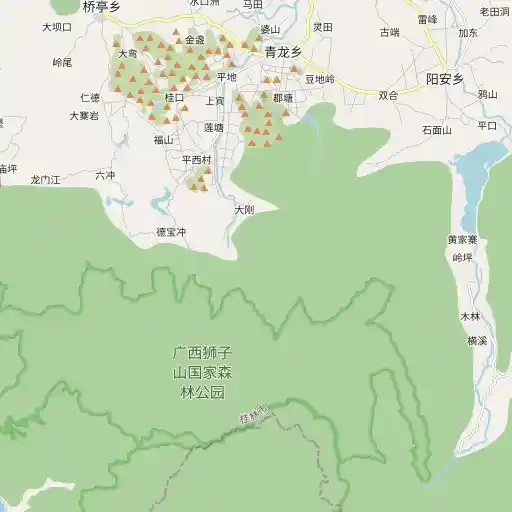 水口洲
马田
老田洞
桥亭乡
雷峰
大坝口
婆山
灵田
古端
加东
金盏
大弯
青龙乡
岭尾
平地
豆地岭
阳安乡
仁德
桂口
上宾
郡塘
双合
鸦山
大寨岩
莲塘
石面山
平口
福山
平西村
庙坪
龙门江
六冲
大刚
德宝冲
黄家寨
岭坪
木林
横溪
广西狮子
山国家森
林公园
桂林市